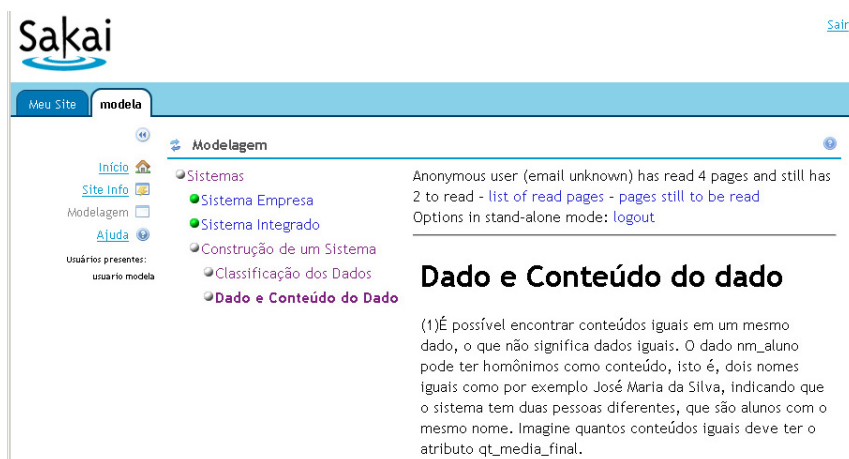 Sakai
Sair
Meu Site
modela
Modelagem
Início
Site Info
Modelagem
Ajuda
Usuários presentes:
usuario modela
Sistemas
Sistema Empresa
Sistema Integrado
Construção de um Sistema
Classificação dos Dados
Dado e Conteúdo do Dado
Anonymous user (email unknown) has read 4 pages and still has
2 to read - list of read pages - pages still to be read
Options in stand-alone mode: logout
Dado e Conteúdo do dado
(1)É possível encontrar conteúdos iguais em um mesmo
dado, o que não significa dados iguais. O dado nm_aluno
pode ter homônimos como conteúdo, isto é, dois nomes
iguais como por exemplo José Maria da Silva, indicando que
o sistema tem duas pessoas diferentes, que são alunos com o
mesmo nome. Imagine quantos conteúdos iguais deve ter o
atributo qt_media_final.